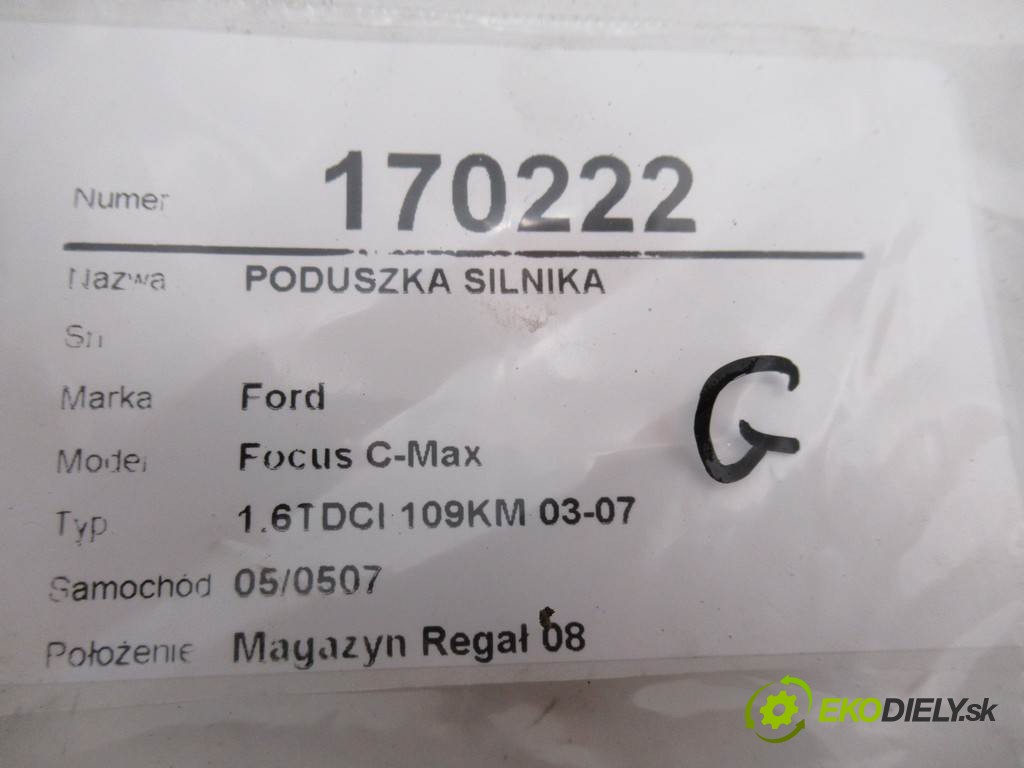 Numer 170222
Nazwa PODUSZKA SILNIKA
Sn
Marka Ford
Model Focus C-Max
G
Typ 1.6TDCI 109KM 03-07
Samochód 05/0507
Położenie Magazyn Regał 08
EKODIELY.sk